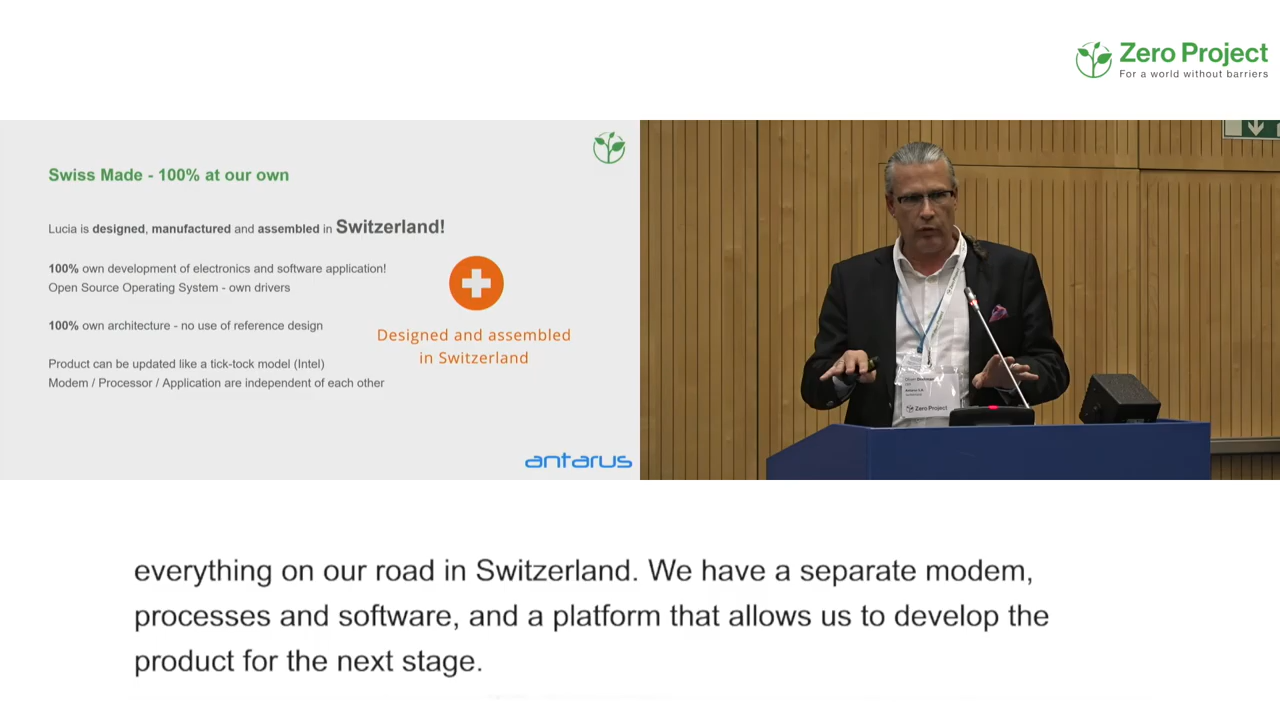 Zero Project
For a world without barriers
Swiss Made - 100% at our own
Lucia is designed, manufactured and assembled in Switzerland!
100% own development of electronics and software application!
Open Source Operating System - own drivers
100% own architecture - no use of reference design
Designed and assembled
in Switzerland
Product can be updated like a tick-tock model (Intel)
Modem / Processor / Application are independent of each other
antarus
Zero Project
everything on our road in Switzerland. We have a separate modem,
processes and software, and a platform that allows us to develop the
product for the next stage.